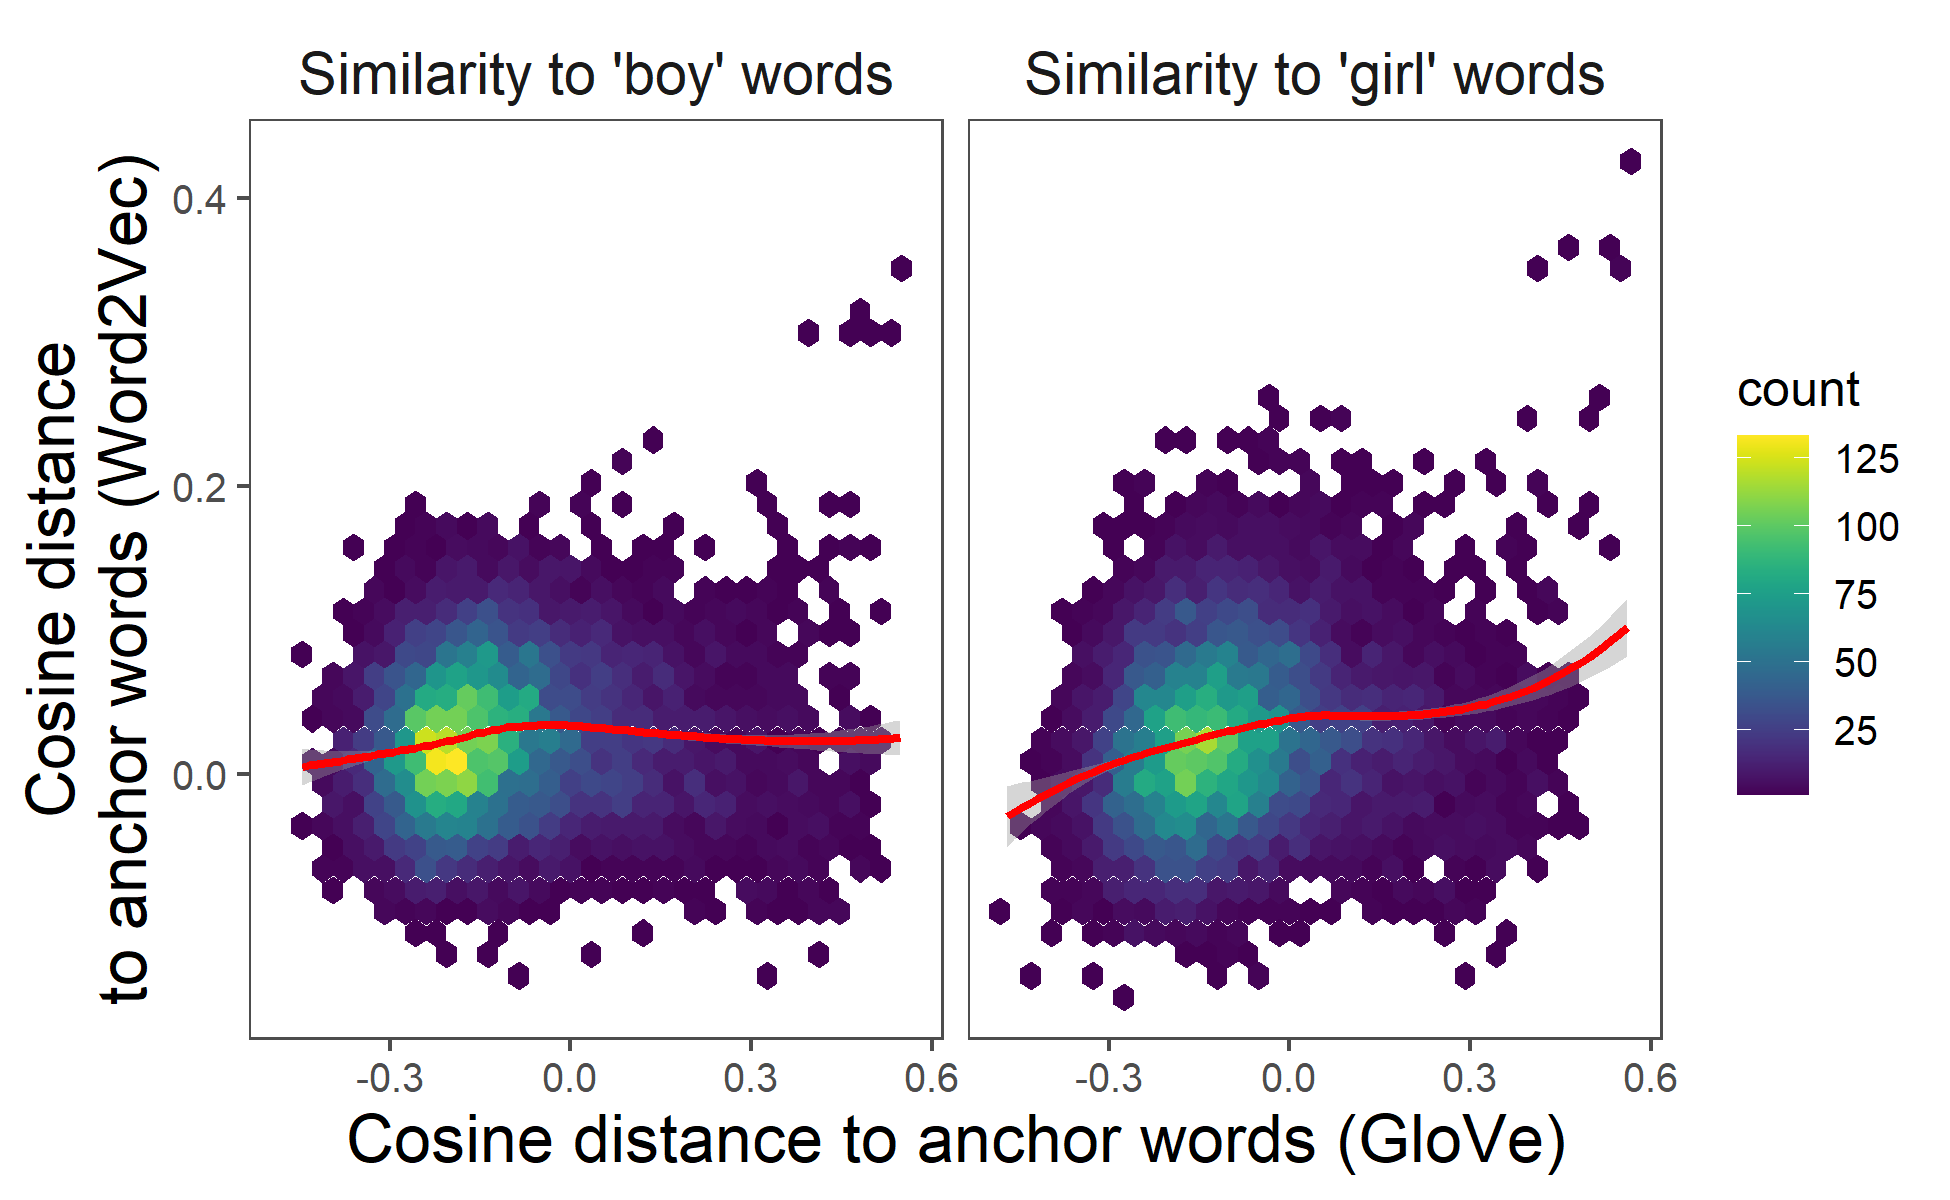 Similarity to 'boy' words
Similarity to 'girl' words
Cosine distance
to anchor words (Word2Vec)
0.4
0.2
0.0
-0.3
0.0
0.3
0.6
-0.3
0.0
0.3
0.6
Cosine distance to anchor words (GloVe)
count
125
100
75
50
25